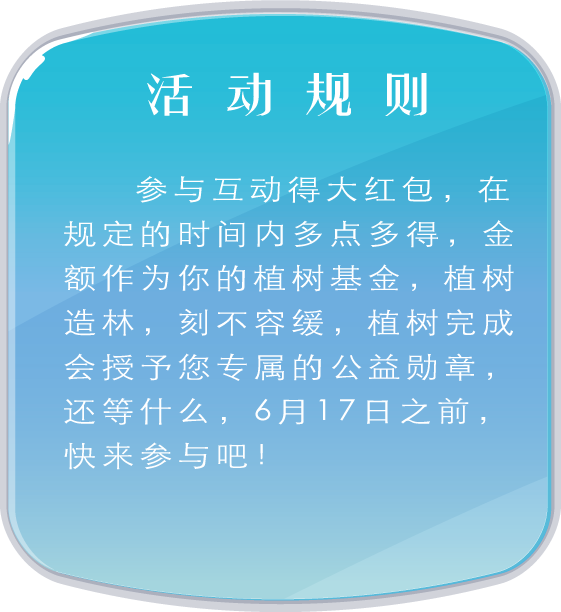 活动规则
参与互动得大红包，在
规定的时间内多点多得，金
额作为你的植树基金，植树
造林，刻不容缓，植树完成
会授予您专属的公益勋章，
还等什么，6月17日之前，
快来参与吧！